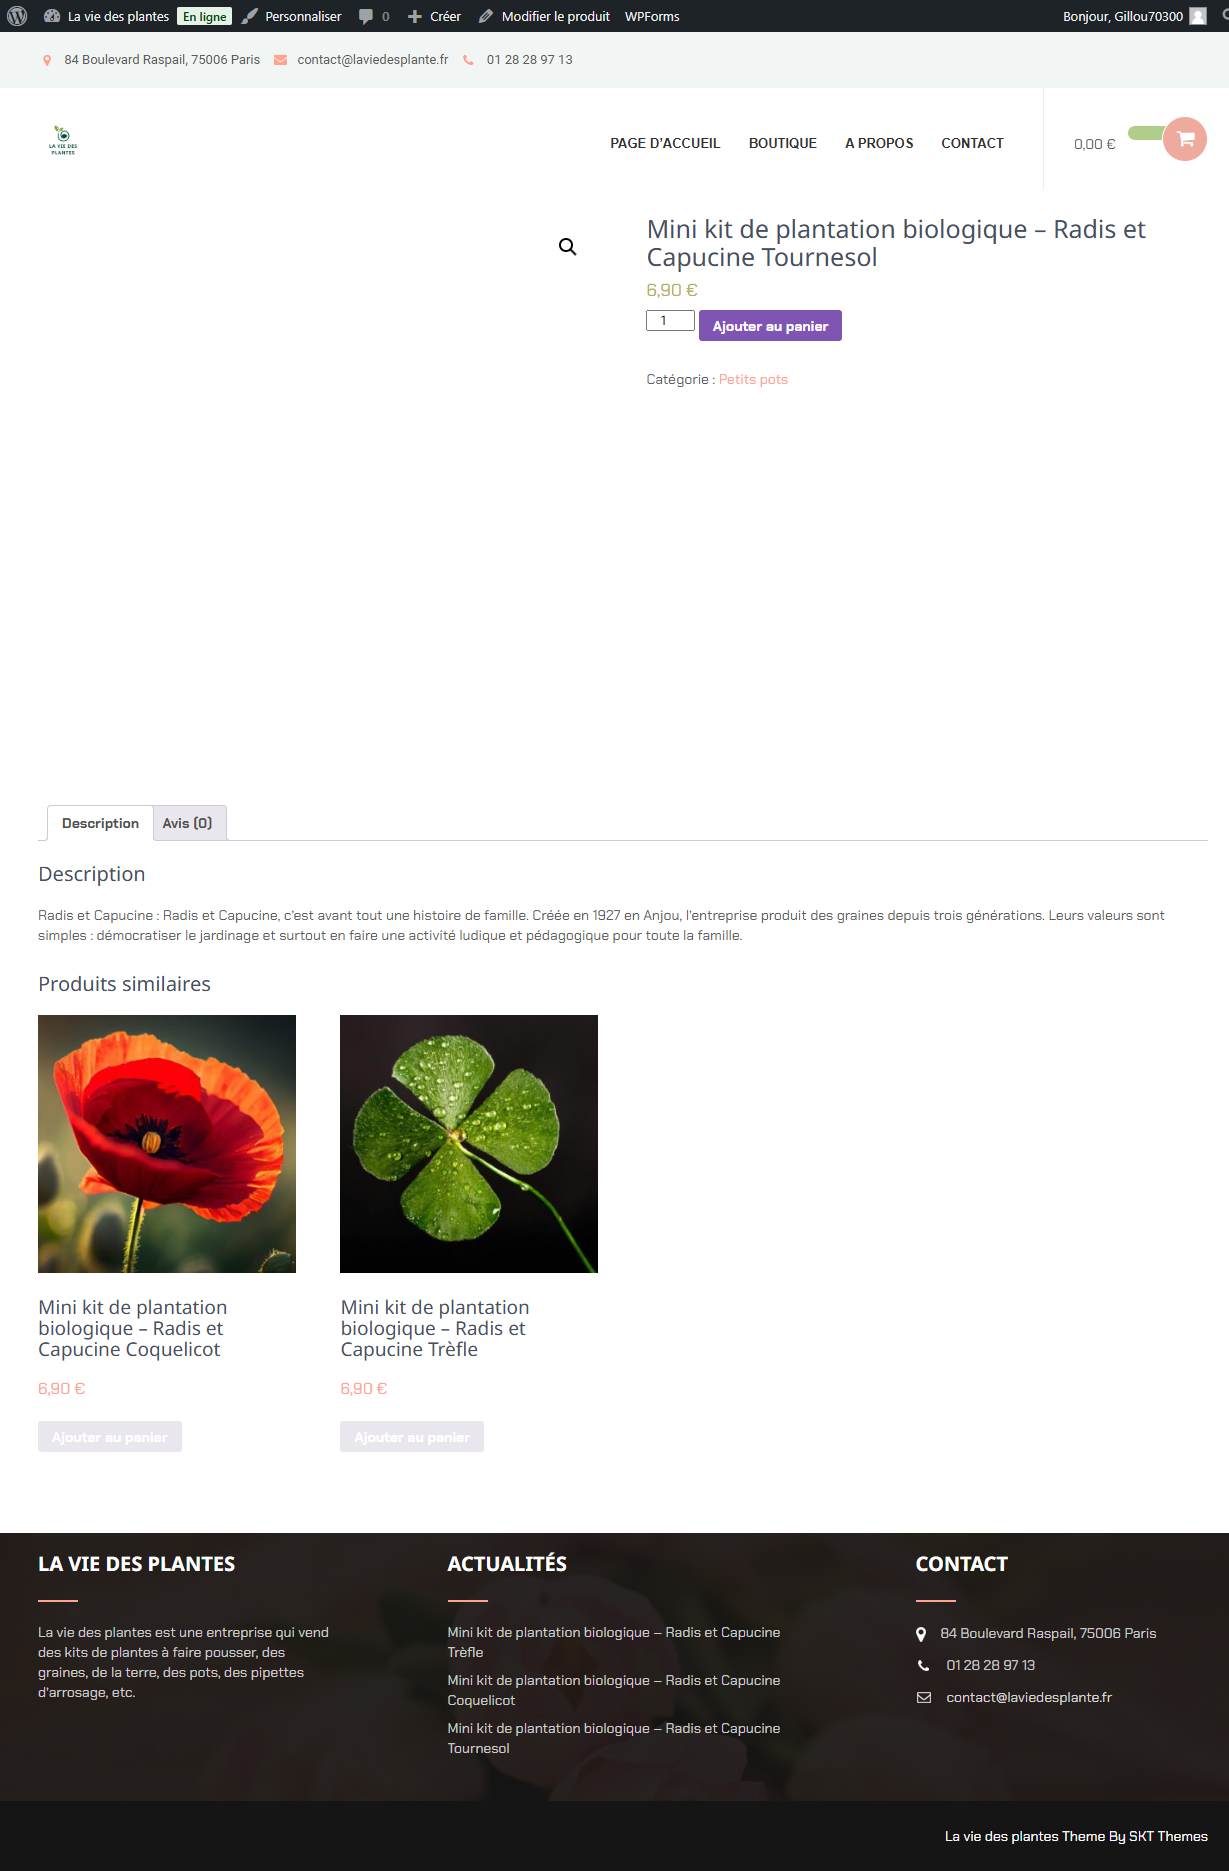 La vie des plantes En ligne Personnaliser 0 Créer Modifier le produit WPForms Bonjour, Gillou70300
84 Boulevard Raspail, 75006 Paris contact@laviedesplante.fr 01 28 28 97 13
LA VIE DES
PLANTES
PAGE D'ACCUEIL BOUTIQUE A PROPOS CONTACT 0,00 €
Mini kit de plantation biologique – Radis et
Capucine Tournesol
6,90 €
1 Ajouter au panier
Catégorie : Petits pots
Description Avis (0)
Description
Radis et Capucine : Radis et Capucine, c'est avant tout une histoire de famille. Créée en 1927 en Anjou, l'entreprise produit des graines depuis trois générations. Leurs valeurs sont
simples : démocratiser le jardinage et surtout en faire une activité ludique et pédagogique pour toute la famille.
Produits similaires
Mini kit de plantation
biologique – Radis et
Capucine Coquelicot
6,90 €
Ajouter au panier
Mini kit de plantation
biologique – Radis et
Capucine Trèfle
6,90 €
Ajouter au panier
LA VIE DES PLANTES
La vie des plantes est une entreprise qui vend
des kits de plantes à faire pousser, des
graines, de la terre, des pots, des pipettes
d'arrosage, etc.
ACTUALITÉS
Mini kit de plantation biologique – Radis et Capucine
Trèfle
Mini kit de plantation biologique – Radis et Capucine
Coquelicot
Mini kit de plantation biologique – Radis et Capucine
Tournesol
CONTACT
84 Boulevard Raspail, 75006 Paris
01 28 28 97 13
contact@laviedesplante.fr
La vie des plantes Theme By SKT Themes